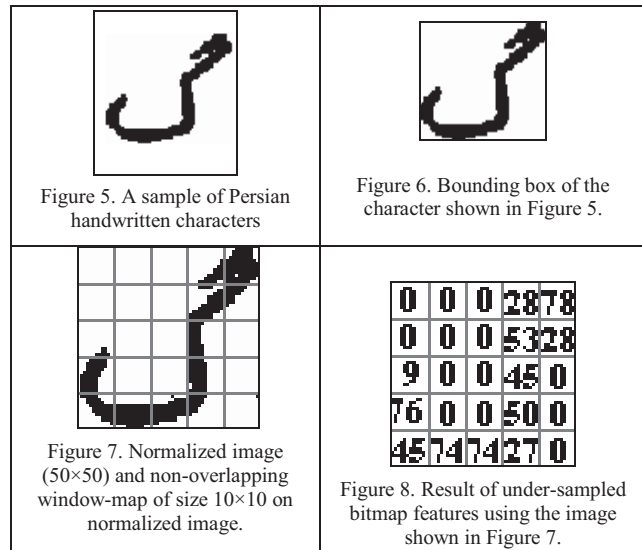 Figure 5. A sample of Persian
handwritten characters
Figure 6. Bounding box of the
character shown in Figure 5.
Figure 7. Normalized image
(50×50) and non-overlapping
window-map of size 10×10 on
normalized image.
0 0 0 28 78
0 0 0 53 28
9 0 0 45 0
76 0 0 50 0
45 74 74 27 0
Figure 8. Result of under-sampled
bitmap features using the image
shown in Figure 7.